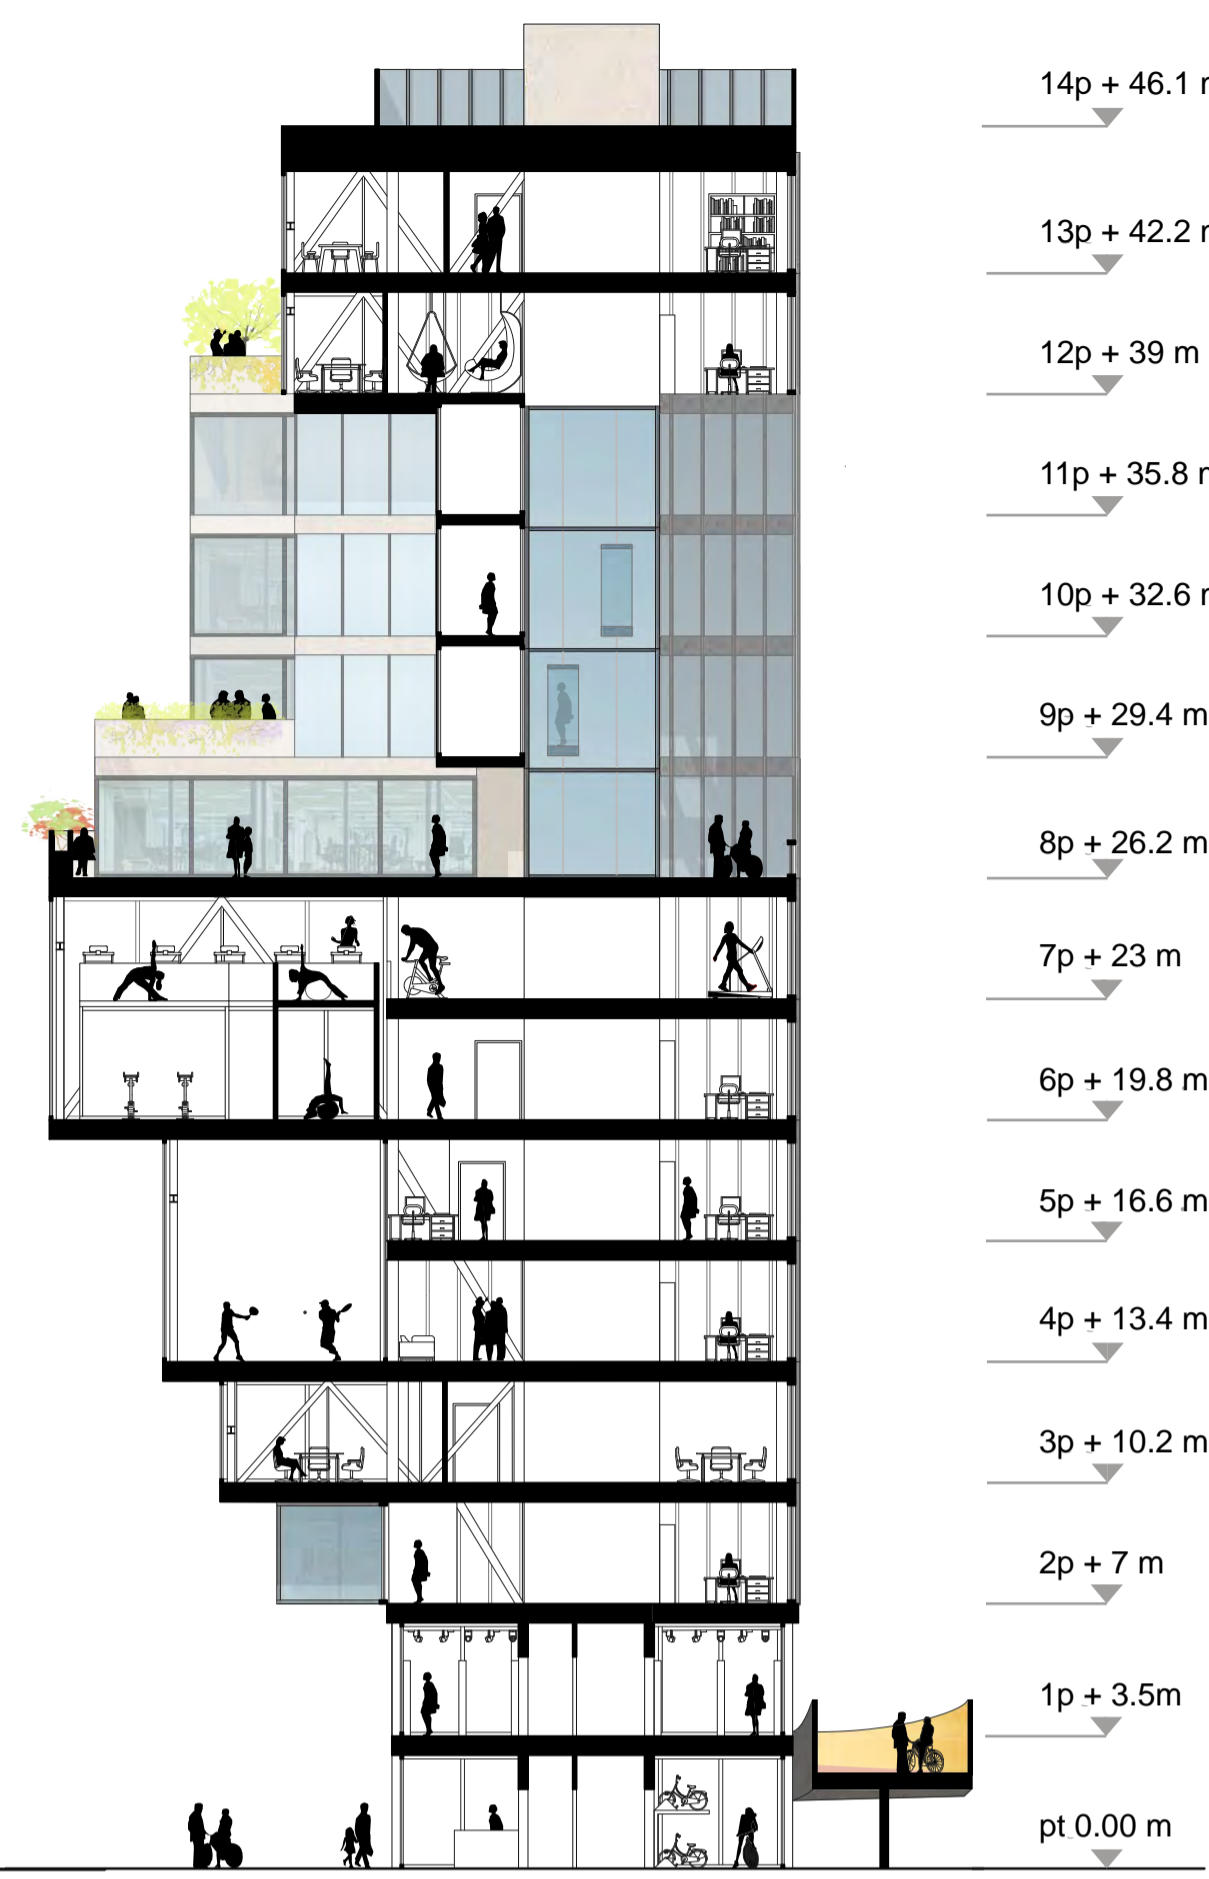 14p + 46.1 m
13p + 42.2 m
12p + 39 m
11p + 35.8 m
10p + 32.6 m
9p + 29.4 m
8p + 26.2 m
7p + 23 m
6p + 19.8 m
5p + 16.6 m
4p + 13.4 m
3p + 10.2 m
2p + 7 m
1p + 3.5m
pt 0.00 m